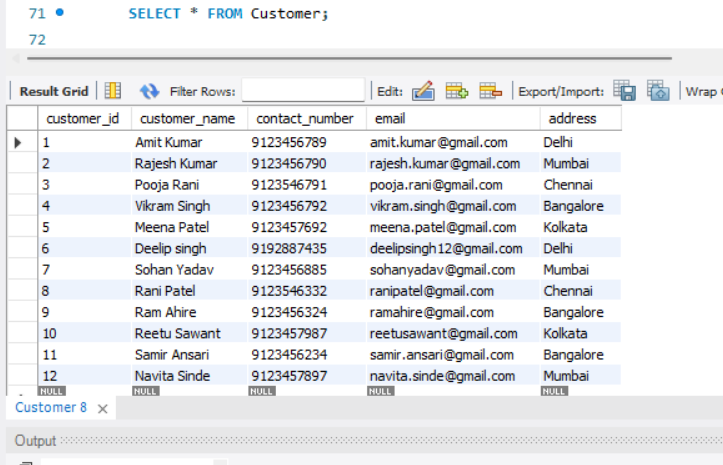 71 SELECT * FROM Customer;
72
Result Grid Filter Rows: Edit: Export/Import: Wrap
customer_id customer_name contact_number email address
1 Amit Kumar 9123456789 amit.kumar@gmail.com Delhi
2 Rajesh Kumar 9123456790 rajesh.kumar@gmail.com Mumbai
3 Pooja Rani 9123546791 pooja.rani@gmail.com Chennai
4 Vikram Singh 9123456792 vikram.singh@gmail.com Bangalore
5 Meena Patel 9123457692 meena.patel@gmail.com Kolkata
6 Deelip singh 9192887435 deelipsingh12@gmail.com Delhi
7 Sohan Yadav 9123456885 sohanyadav@gmail.com Mumbai
8 Rani Patel 9123546332 ranipatel@gmail.com Chennai
9 Ram Ahire 9123456324 ramahire@gmail.com Bangalore
10 Reetu Sawant 9123457987 reetusawant@gmail.com Kolkata
11 Samir Ansari 9123456234 samir.ansari@gmail.com Bangalore
12 Navita Sinde 9123457897 navita.sinde@gmail.com Mumbai
NULL NULL NULL NULL NULL
Customer 8
Output